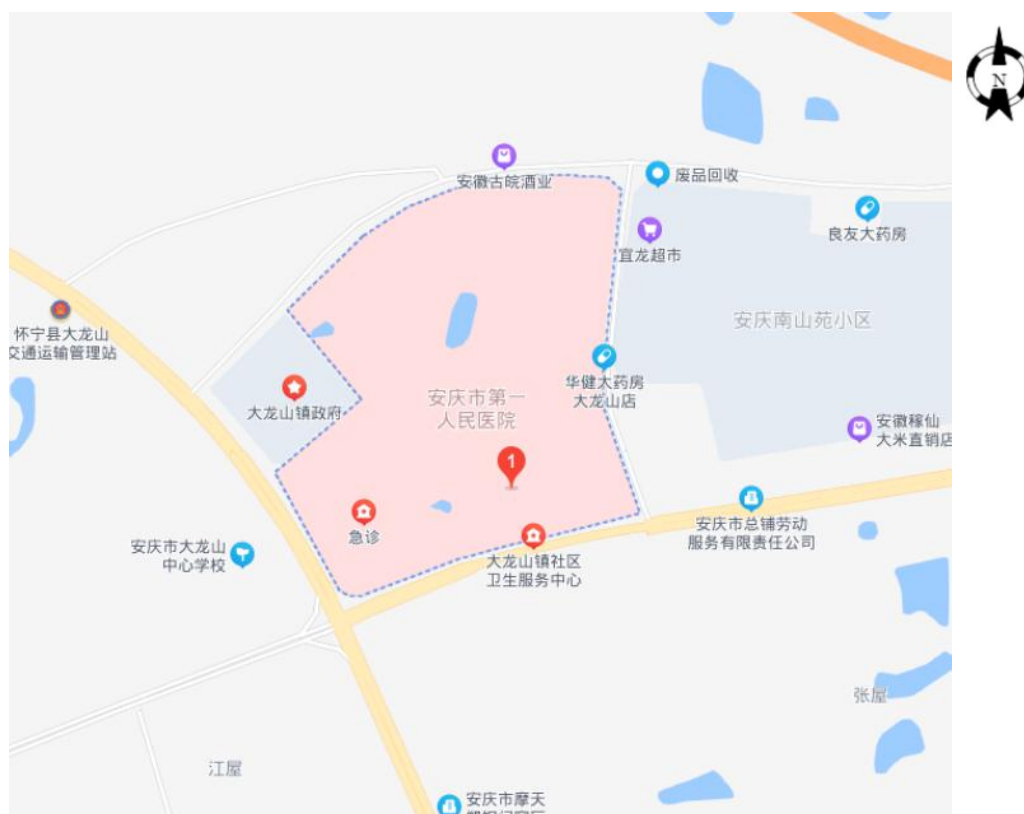 N
安徽古皖酒业
废品回收
良友大药房
宜龙超市
怀宁县大龙山
交通运输管理站
安庆南山苑小区
华健大药房
大龙山店
大龙山镇政府
安庆市第一
人民医院
安徽稼仙
大米直销店
1
急诊
安庆市总铺劳动
服务有限责任公司
安庆市大龙山
中心学校
大龙山镇社区
卫生服务中心
张屋
江屋
安庆市摩天